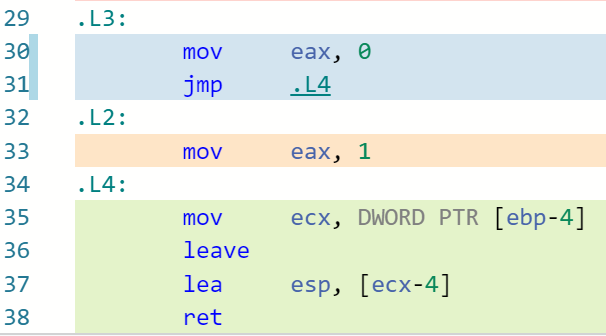 29 .L3:
30 mov eax, 0
31 jmp .L4
32 .L2:
33 mov eax, 1
34 .L4:
35 mov ecx, DWORD PTR [ebp-4]
36 leave
37 lea esp, [ecx-4]
38 ret